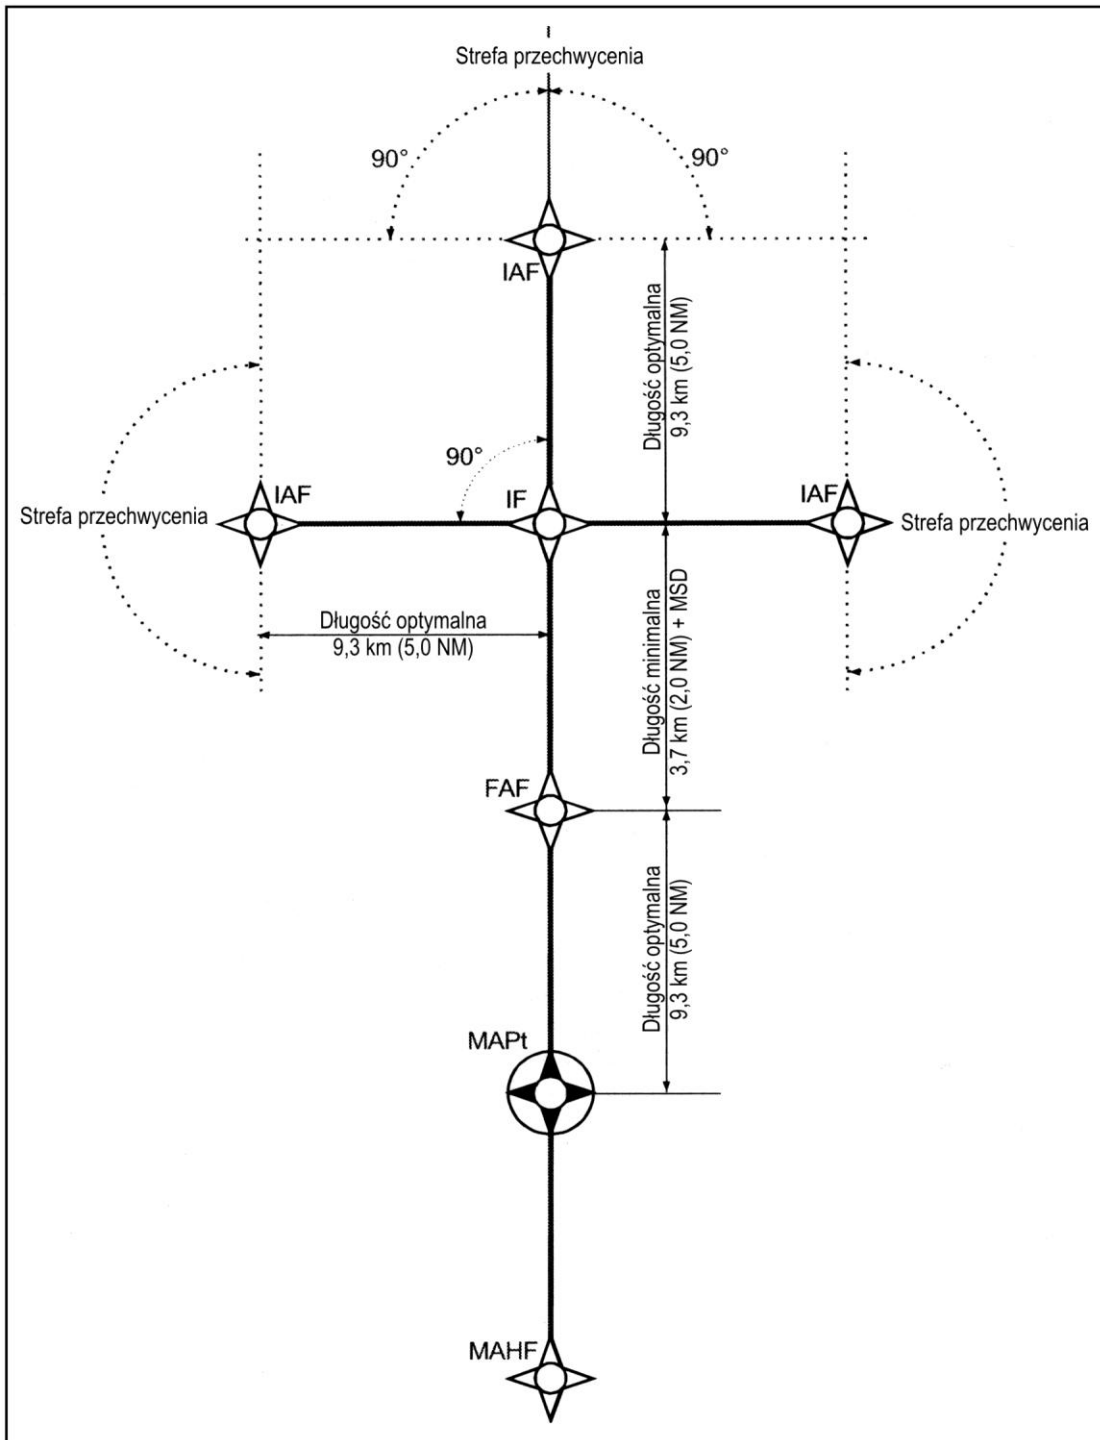 Strefa przechwycenia
90°
90°
IAF
Długość optymalna
9,3 km (5,0 NM)
90°
IAF
IF
IAF
Strefa przechwycenia
Strefa przechwycenia
Długość optymalna
9,3 km (5,0 NM)
Długość minimalna
3,7 km (2,0 NM) + MSD
FAF
Długość optymalna
9,3 km (5,0 NM)
MAPt
MAHF